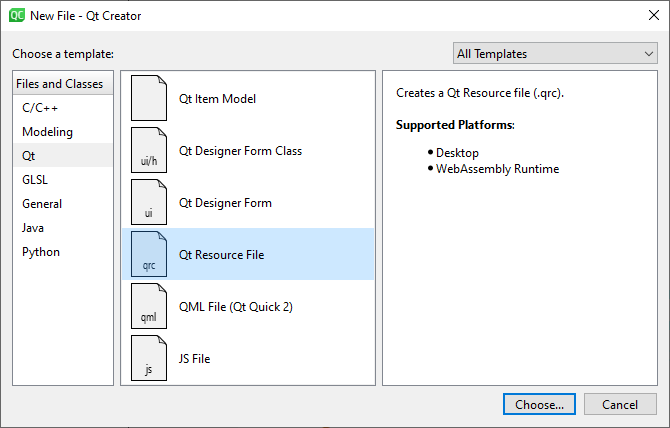 QC New File - Qt Creator
Choose a template:
All Templates
Files and Classes
C/C++
Modeling
Qt
GLSL
General
Java
Python
Qt Item Model
ui/h
Qt Designer Form Class
ui
Qt Designer Form
qrc
Qt Resource File
qml
QML File (Qt Quick 2)
js
JS File
Creates a Qt Resource file (.qrc).
Supported Platforms:
• Desktop
• WebAssembly Runtime
Choose...
Cancel